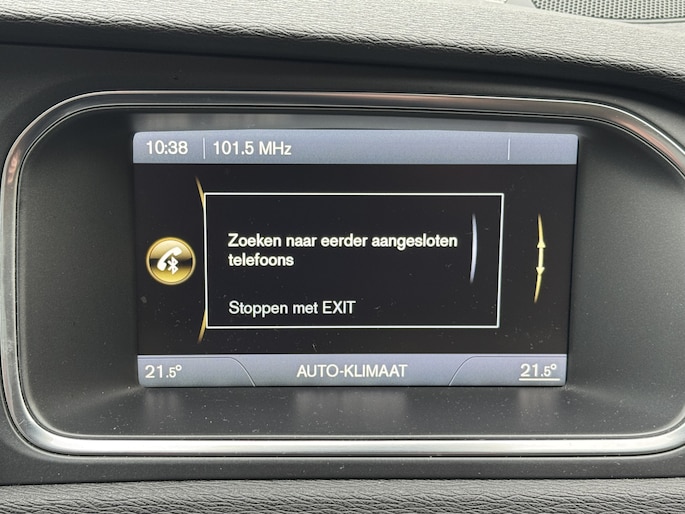 10:38 101.5 MHz
Zoeken naar eerder aangesloten
telefoons
Stoppen met EXIT
21.5° AUTO-KLIMAAT 21.5°